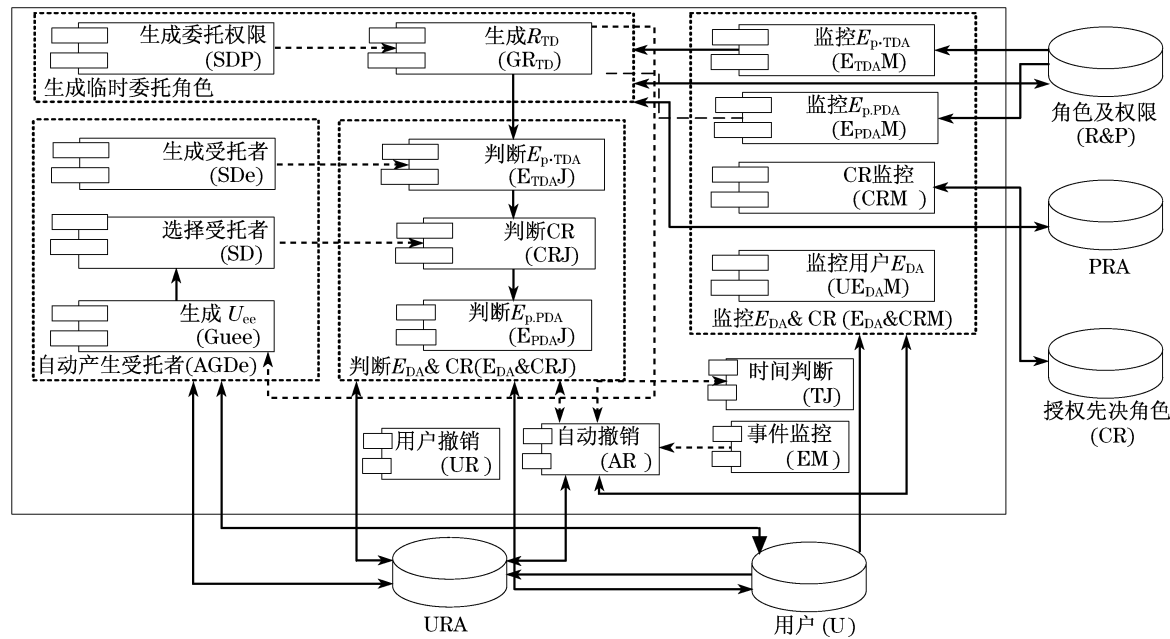 生成委托权限
(SDP)
生成R_TD
(GR_TD)
生成临时委托角色
监控E_p·TDA
(E_TDAM)
监控E_p.PDA
(E_PDAM)
CR监控
(CRM )
监控用户E_DA
(UE_DAM)
监控E_DA& CR (E_DA&CRM)
角色及权限
(R&P)
PRA
授权先决角色
(CR)
生成受托者
(SDe)
选择受托者
(SD)
生成 U_ee
(Guee)
自动产生受托者(AGDe)
判断E_p·TDA
(E_TDAJ)
判断CR
(CRJ)
判断E_p.PDA
(E_PDAJ)
判断E_DA& CR(E_DA&CRJ)
时间判断
(TJ)
用户撤销
(UR )
自动撤销
(AR )
事件监控
(EM)
URA
用户 (U)